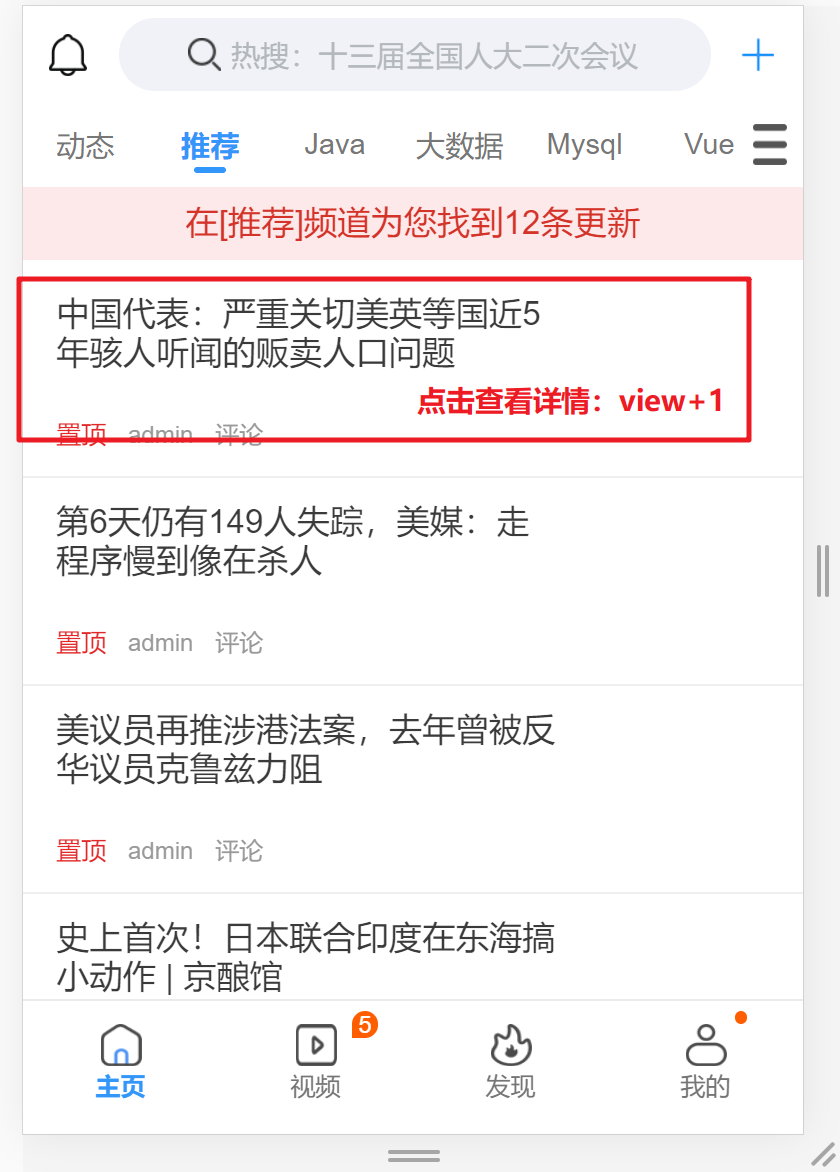 热搜：十三届全国人大二次会议
动态 推荐 Java 大数据 Mysql Vue
在[推荐]频道为您找到12条更新
中国代表：严重关切美英等国近5
年骇人听闻的贩卖人口问题
点击查看详情：view+1
置顶 admin 评论
第6天仍有149人失踪，美媒：走
程序慢到像在杀人
置顶 admin 评论
美议员再推涉港法案，去年曾被反
华议员克鲁兹力阻
置顶 admin 评论
史上首次！日本联合印度在东海搞
小动作 | 京酿馆
5
主页 视频 发现 我的